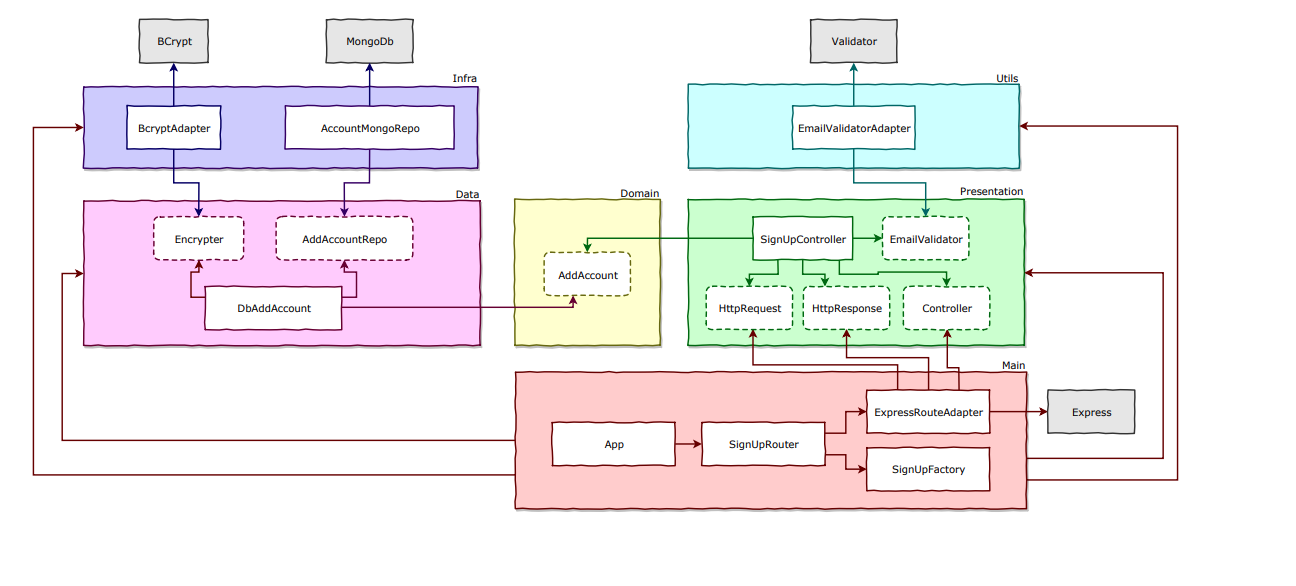 BCrypt
MongoDb
Validator
Infra
Utils
BcryptAdapter
AccountMongoRepo
EmailValidatorAdapter
Data
Domain
Presentation
Encrypter
AddAccountRepo
SignUpController
EmailValidator
AddAccount
DbAddAccount
HttpRequest
HttpResponse
Controller
Main
ExpressRouteAdapter
Express
App
SignUpRouter
SignUpFactory